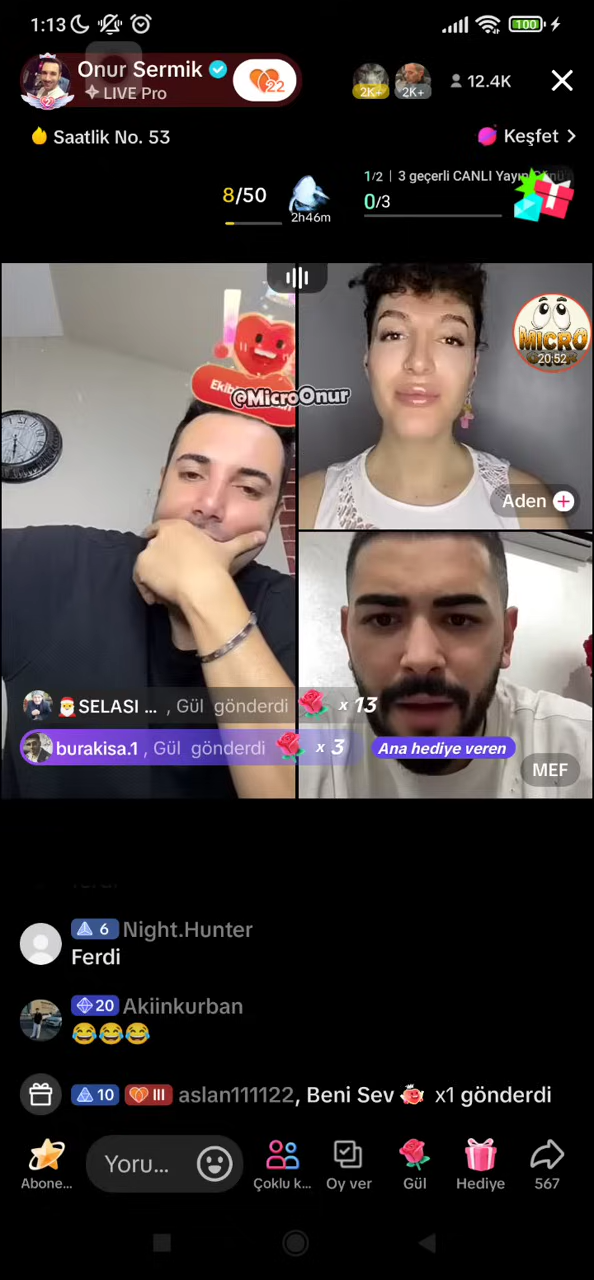 1:13
100
Onur Sermik
LIVE Pro
22
2K+
2K+
12.4K
Saatlik No. 53
Keşfet
8/50
2h46m
1/2 | 3 geçerli CANLI Yayın Günü
0/3
MICRO
20:52
@MicroOnur
Aden
SELASI ... , Gül gönderdi x 13
burakisa.1, Gül gönderdi x 3
Ana hediye veren
MEF
6 Night.Hunter
Ferdi
20 Akiinkurban
😂😂😂
10 III aslan111122, Beni Sev x1 gönderdi
Abone...
Yoru...
Çoklu k...
Oy ver
Gül
Hediye
567